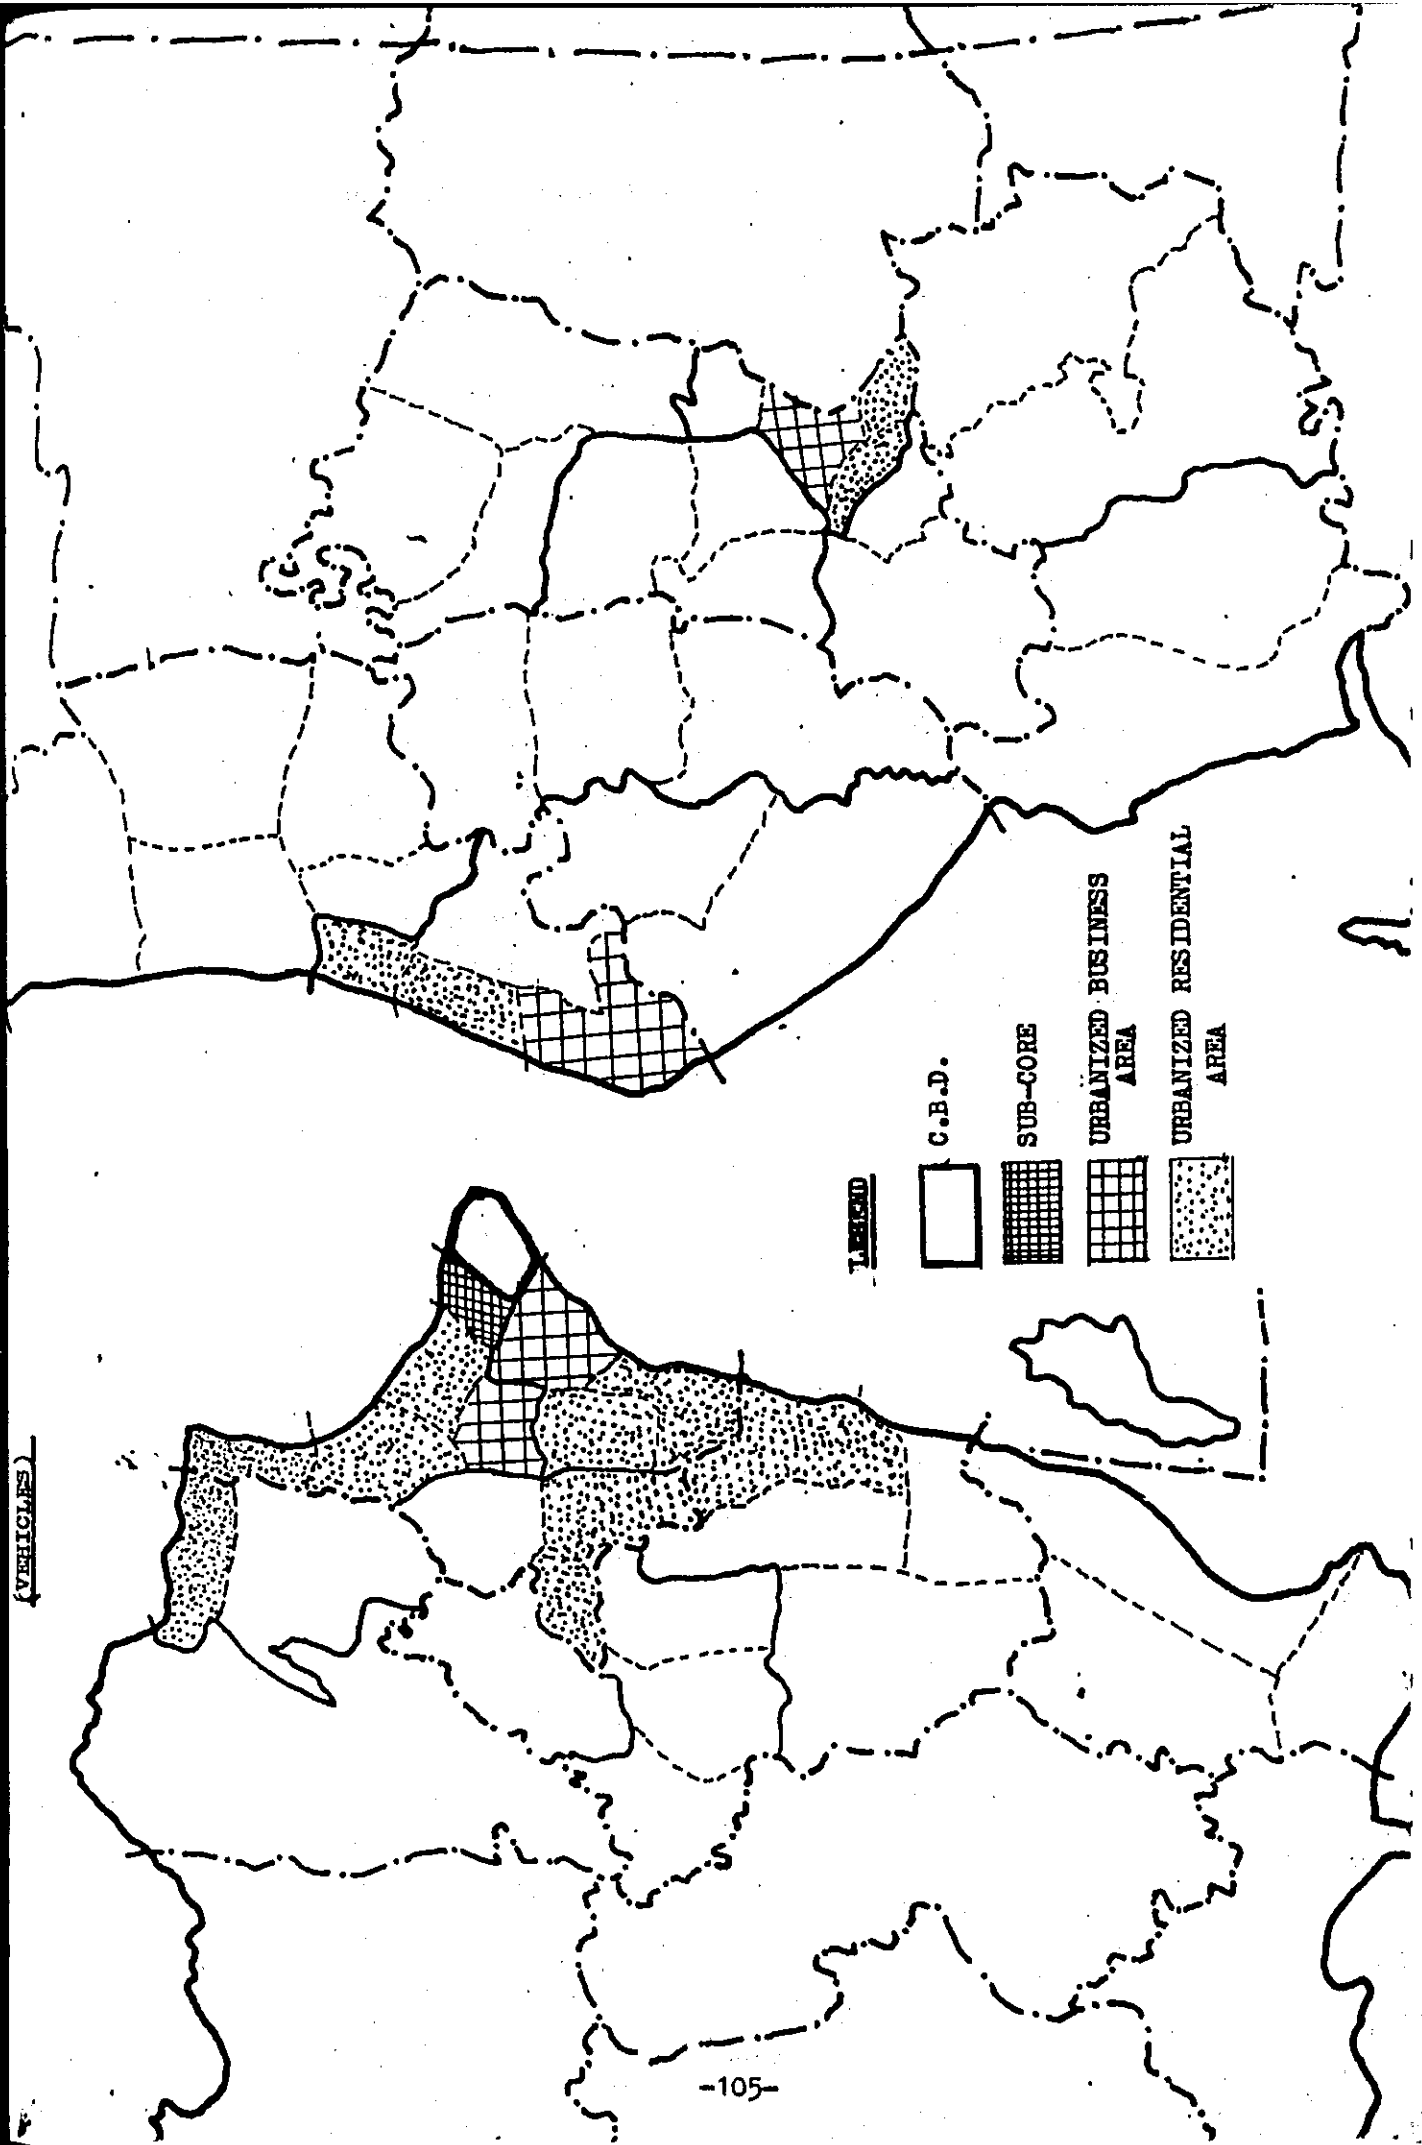 (VEHICLES)
LEGEND
C.B.D.
SUB-CORE
URBANIZED BUSINESS
AREA
URBANIZED RESIDENTIAL
AREA
-105-